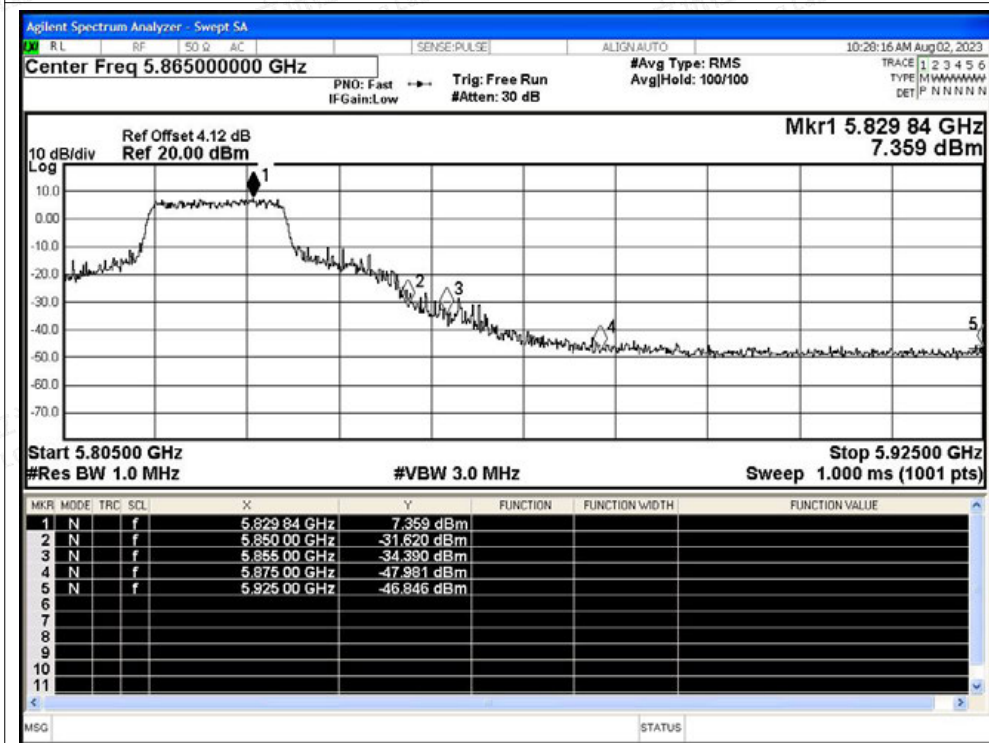 Agilent Spectrum Analyzer - Swept SA
LXI RL RF 50 Ω AC SENSE:PULSE ALIGN AUTO 10:28:16 AM Aug 02, 2023
Center Freq 5.865000000 GHz #Avg Type: RMS TRACE 1 2 3 4 5 6
PNO: Fast Trig: Free Run Avg|Hold: 100/100 TYPE M WWWWW
IFGain:Low #Atten: 30 dB DET P N N N N N
Mkr1 5.829 84 GHz
Ref Offset 4.12 dB
10 dB/div Ref 20.00 dBm 7.359 dBm
Log
1
10.0
0.00
-10.0
-20.0
2
3
-30.0
-40.0
4
5
-50.0
-60.0
-70.0
Start 5.80500 GHz Stop 5.92500 GHz
#Res BW 1.0 MHz #VBW 3.0 MHz Sweep 1.000 ms (1001 pts)
MKR MODE TRC SCL X Y FUNCTION FUNCTION WIDTH FUNCTION VALUE
1 N f 5.829 84 GHz 7.359 dBm
2 N f 5.850 00 GHz -31.620 dBm
3 N f 5.855 00 GHz -34.390 dBm
4 N f 5.875 00 GHz -47.981 dBm
5 N f 5.925 00 GHz -46.846 dBm
6
7
8
9
10
11
MSG STATUS